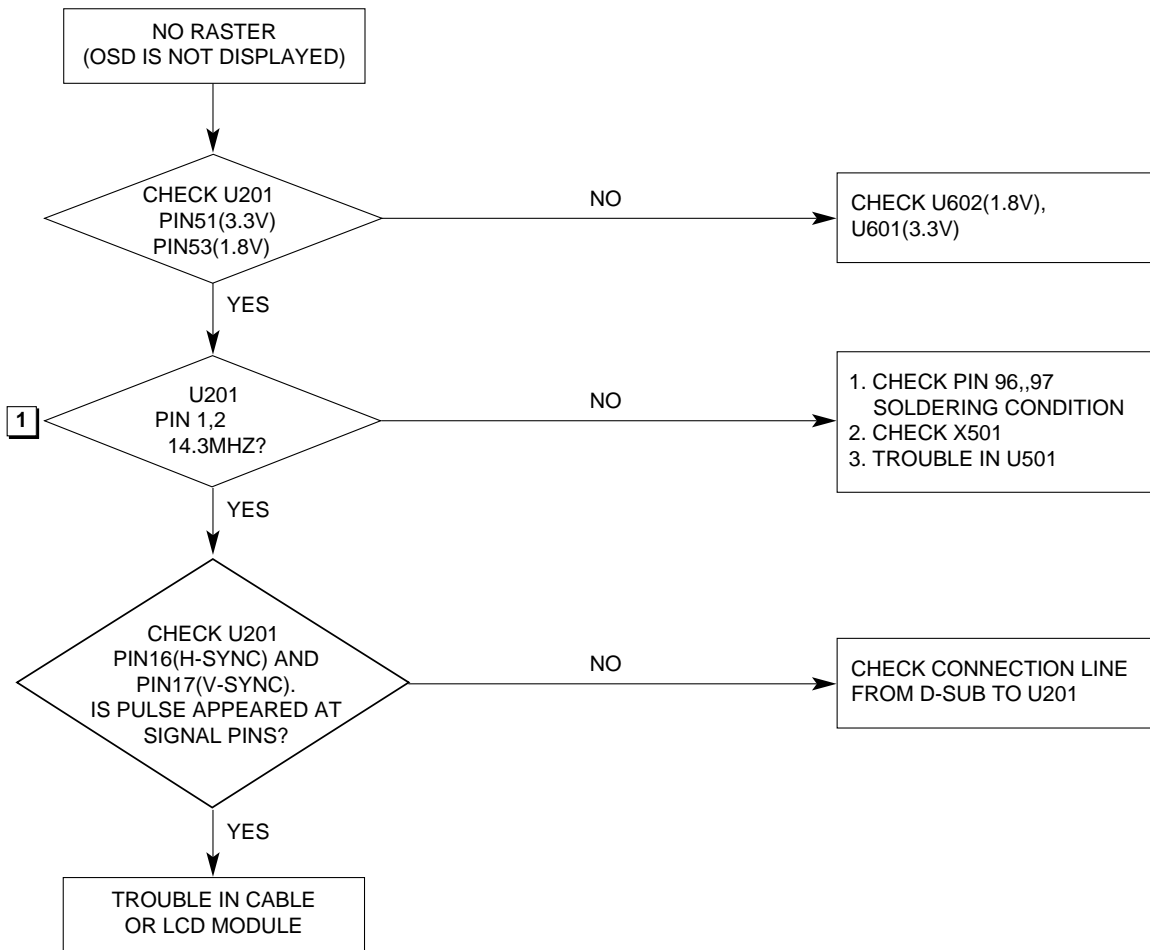 NO RASTER
(OSD IS NOT DISPLAYED)
CHECK U201
PIN51(3.3V)
PIN53(1.8V)
NO
CHECK U602(1.8V),
U601(3.3V)
YES
1
U201
PIN 1,2
14.3MHZ?
NO
1. CHECK PIN 96,,97
SOLDERING CONDITION
2. CHECK X501
3. TROUBLE IN U501
YES
CHECK U201
PIN16(H-SYNC) AND
PIN17(V-SYNC).
IS PULSE APPEARED AT
SIGNAL PINS?
NO
CHECK CONNECTION LINE
FROM D-SUB TO U201
YES
TROUBLE IN CABLE
OR LCD MODULE